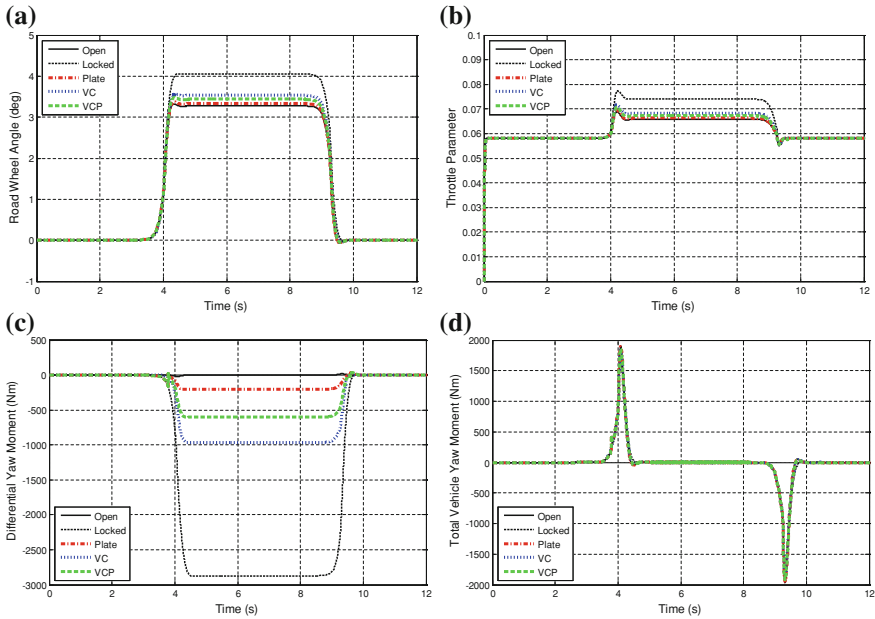 (a)
Road Wheel Angle (deg)
5
4
3
2
1
0
-1
Open
Locked
Plate
VC
VCP
0 2 4 6 8 10 12
Time (s)
(b)
Throttle Parameter
0.1
0.09
0.08
0.07
0.06
0.05
0.04
0.03
0.02
0.01
0
Open
Locked
Plate
VC
VCP
0 2 4 6 8 10 12
Time (s)
(c)
Differential Yaw Moment (Nm)
500
0
-500
-1000
-1500
-2000
-2500
-3000
Open
Locked
Plate
VC
VCP
0 2 4 6 8 10 12
Time (s)
(d)
Total Vehicle Yaw Moment (Nm)
2000
1500
1000
500
0
-500
-1000
-1500
-2000
Open
Locked
Plate
VC
VCP
0 2 4 6 8 10 12
Time (s)